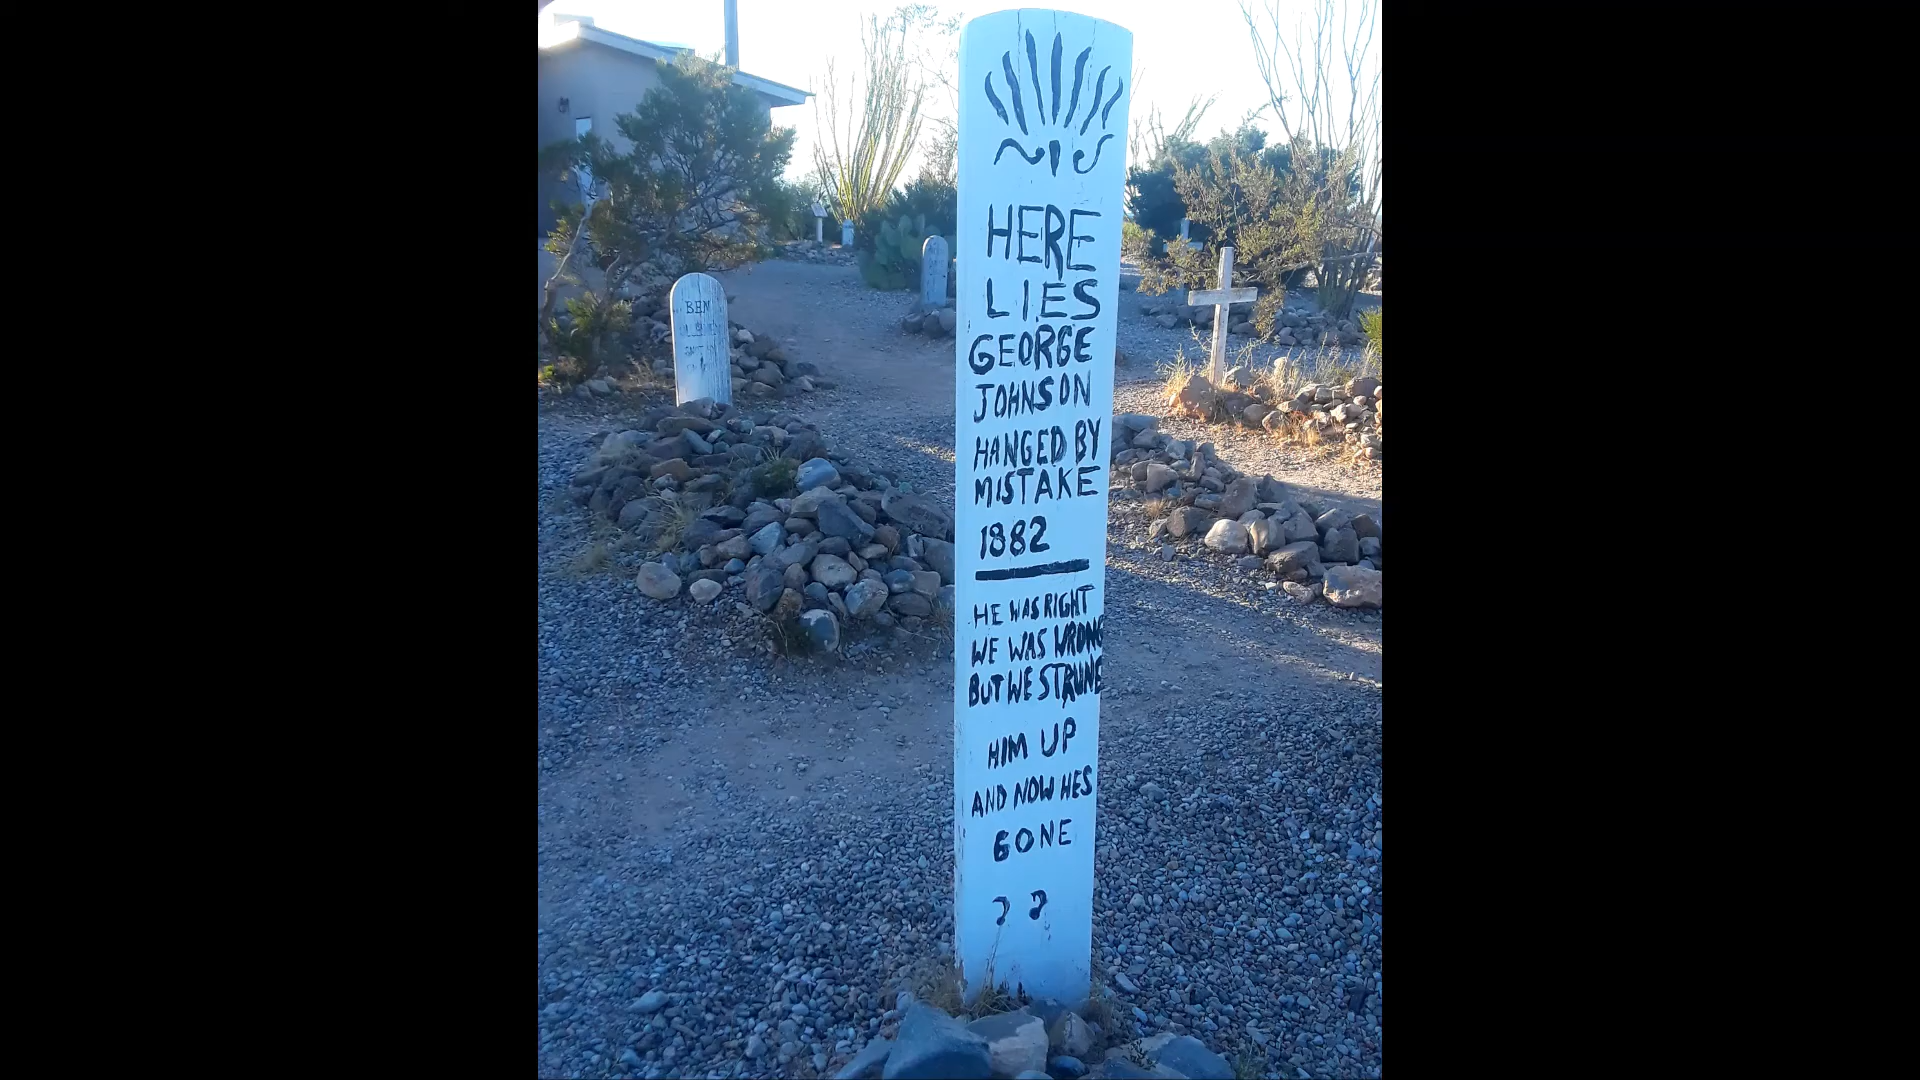 HERE
LIES
GEORGE
JOHNSON
HANGED BY
MISTAKE
1882
HE WAS RIGHT
WE WAS WRONG
BUT WE STRUNG
HIM UP
AND NOW HES
GONE
BEN